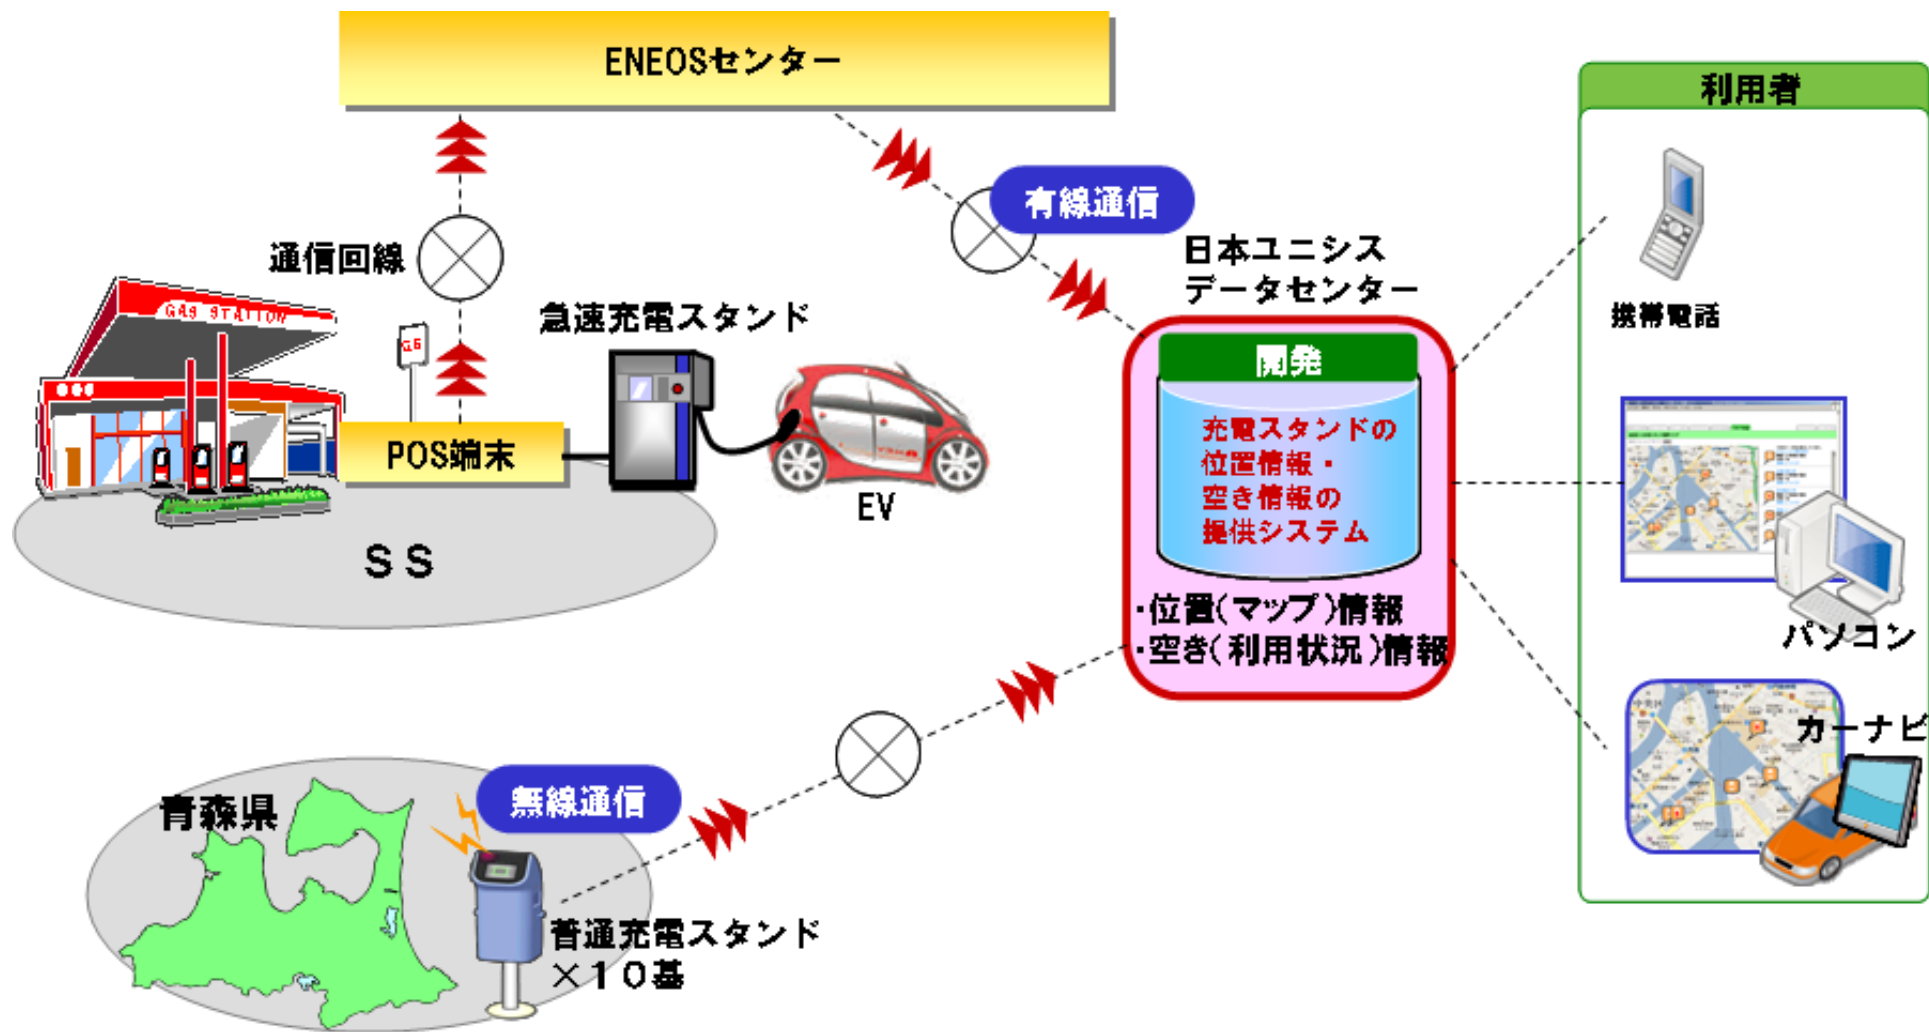 ENEOSセンター
利用者
有線通信
通信回線
日本ユニシス
データセンター
GAS STATION
急速充電スタンド
携帯電話
開発
充電スタンドの
位置情報・
空き情報の
提供システム
POS端末
EV
SS
・位置(マップ)情報
・空き(利用状況)情報
パソコン
カーナビ
無線通信
青森県
普通充電スタンド
×10基